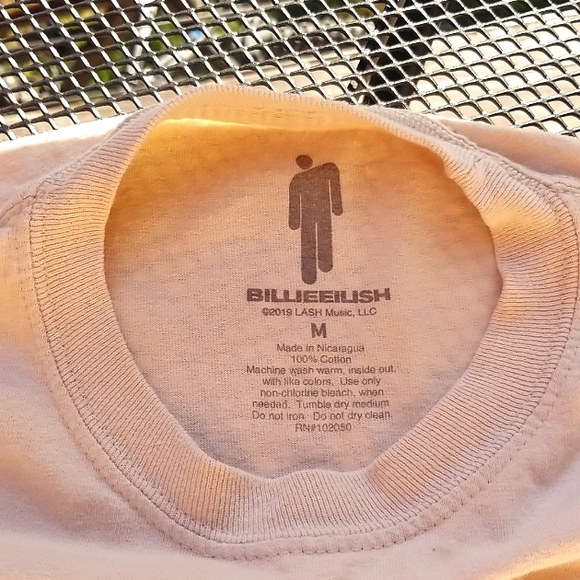 BILLIEEILISH
©2019 LASH Music, LLC
M
Made in Nicaragua
100% Cotton
Machine wash warm, inside out,
with like colors. Use only
non-chlorine bleach, when
needed. Tumble dry medium.
Do not iron. Do not dry clean.
RN#102050